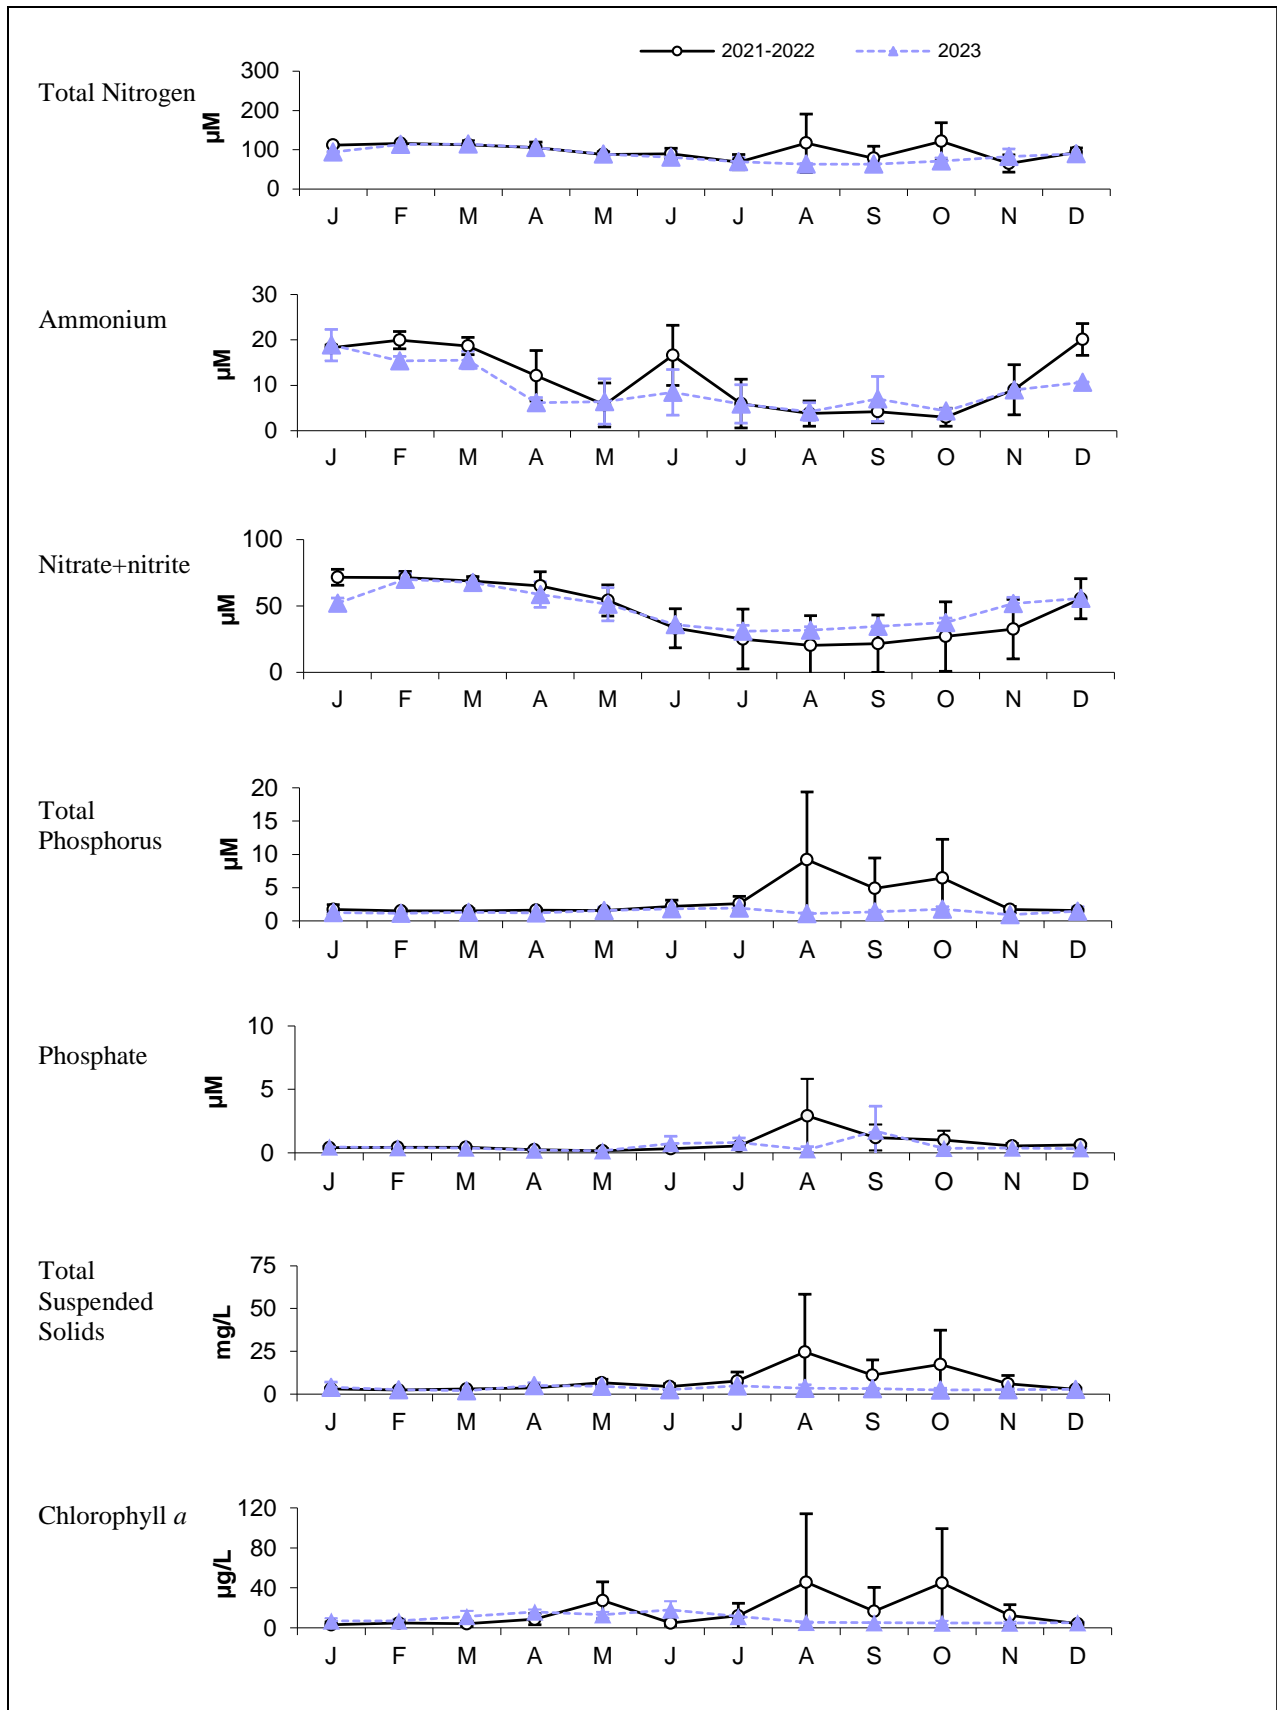 2021-2022 2023
Total Nitrogen
µM
300
200
100
0
J F M A M J J A S O N D
Ammonium
µM
30
20
10
0
J F M A M J J A S O N D
Nitrate+nitrite
µM
100
50
0
J F M A M J J A S O N D
Total
Phosphorus
µM
20
15
10
5
0
J F M A M J J A S O N D
Phosphate
µM
10
5
0
J F M A M J J A S O N D
Total
Suspended
Solids
mg/L
75
50
25
0
J F M A M J J A S O N D
Chlorophyll a
µg/L
120
80
40
0
J F M A M J J A S O N D